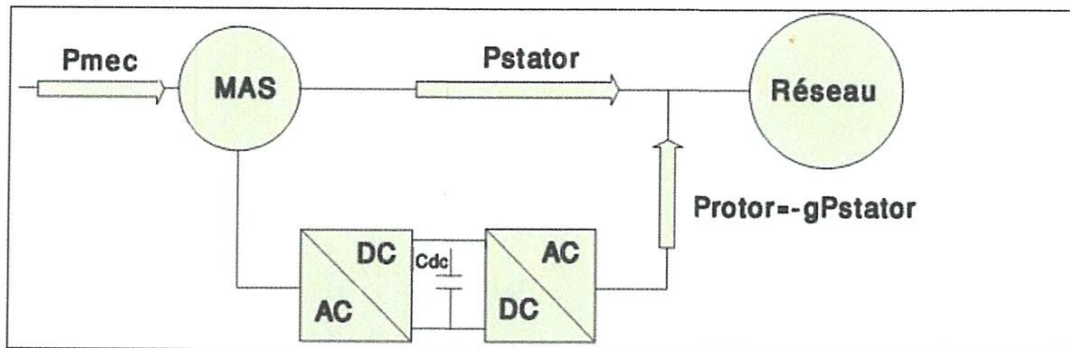 Pmec
MAS
Pstator
Réseau
Protor=-gPstator
DC
AC
Cdc
AC
DC